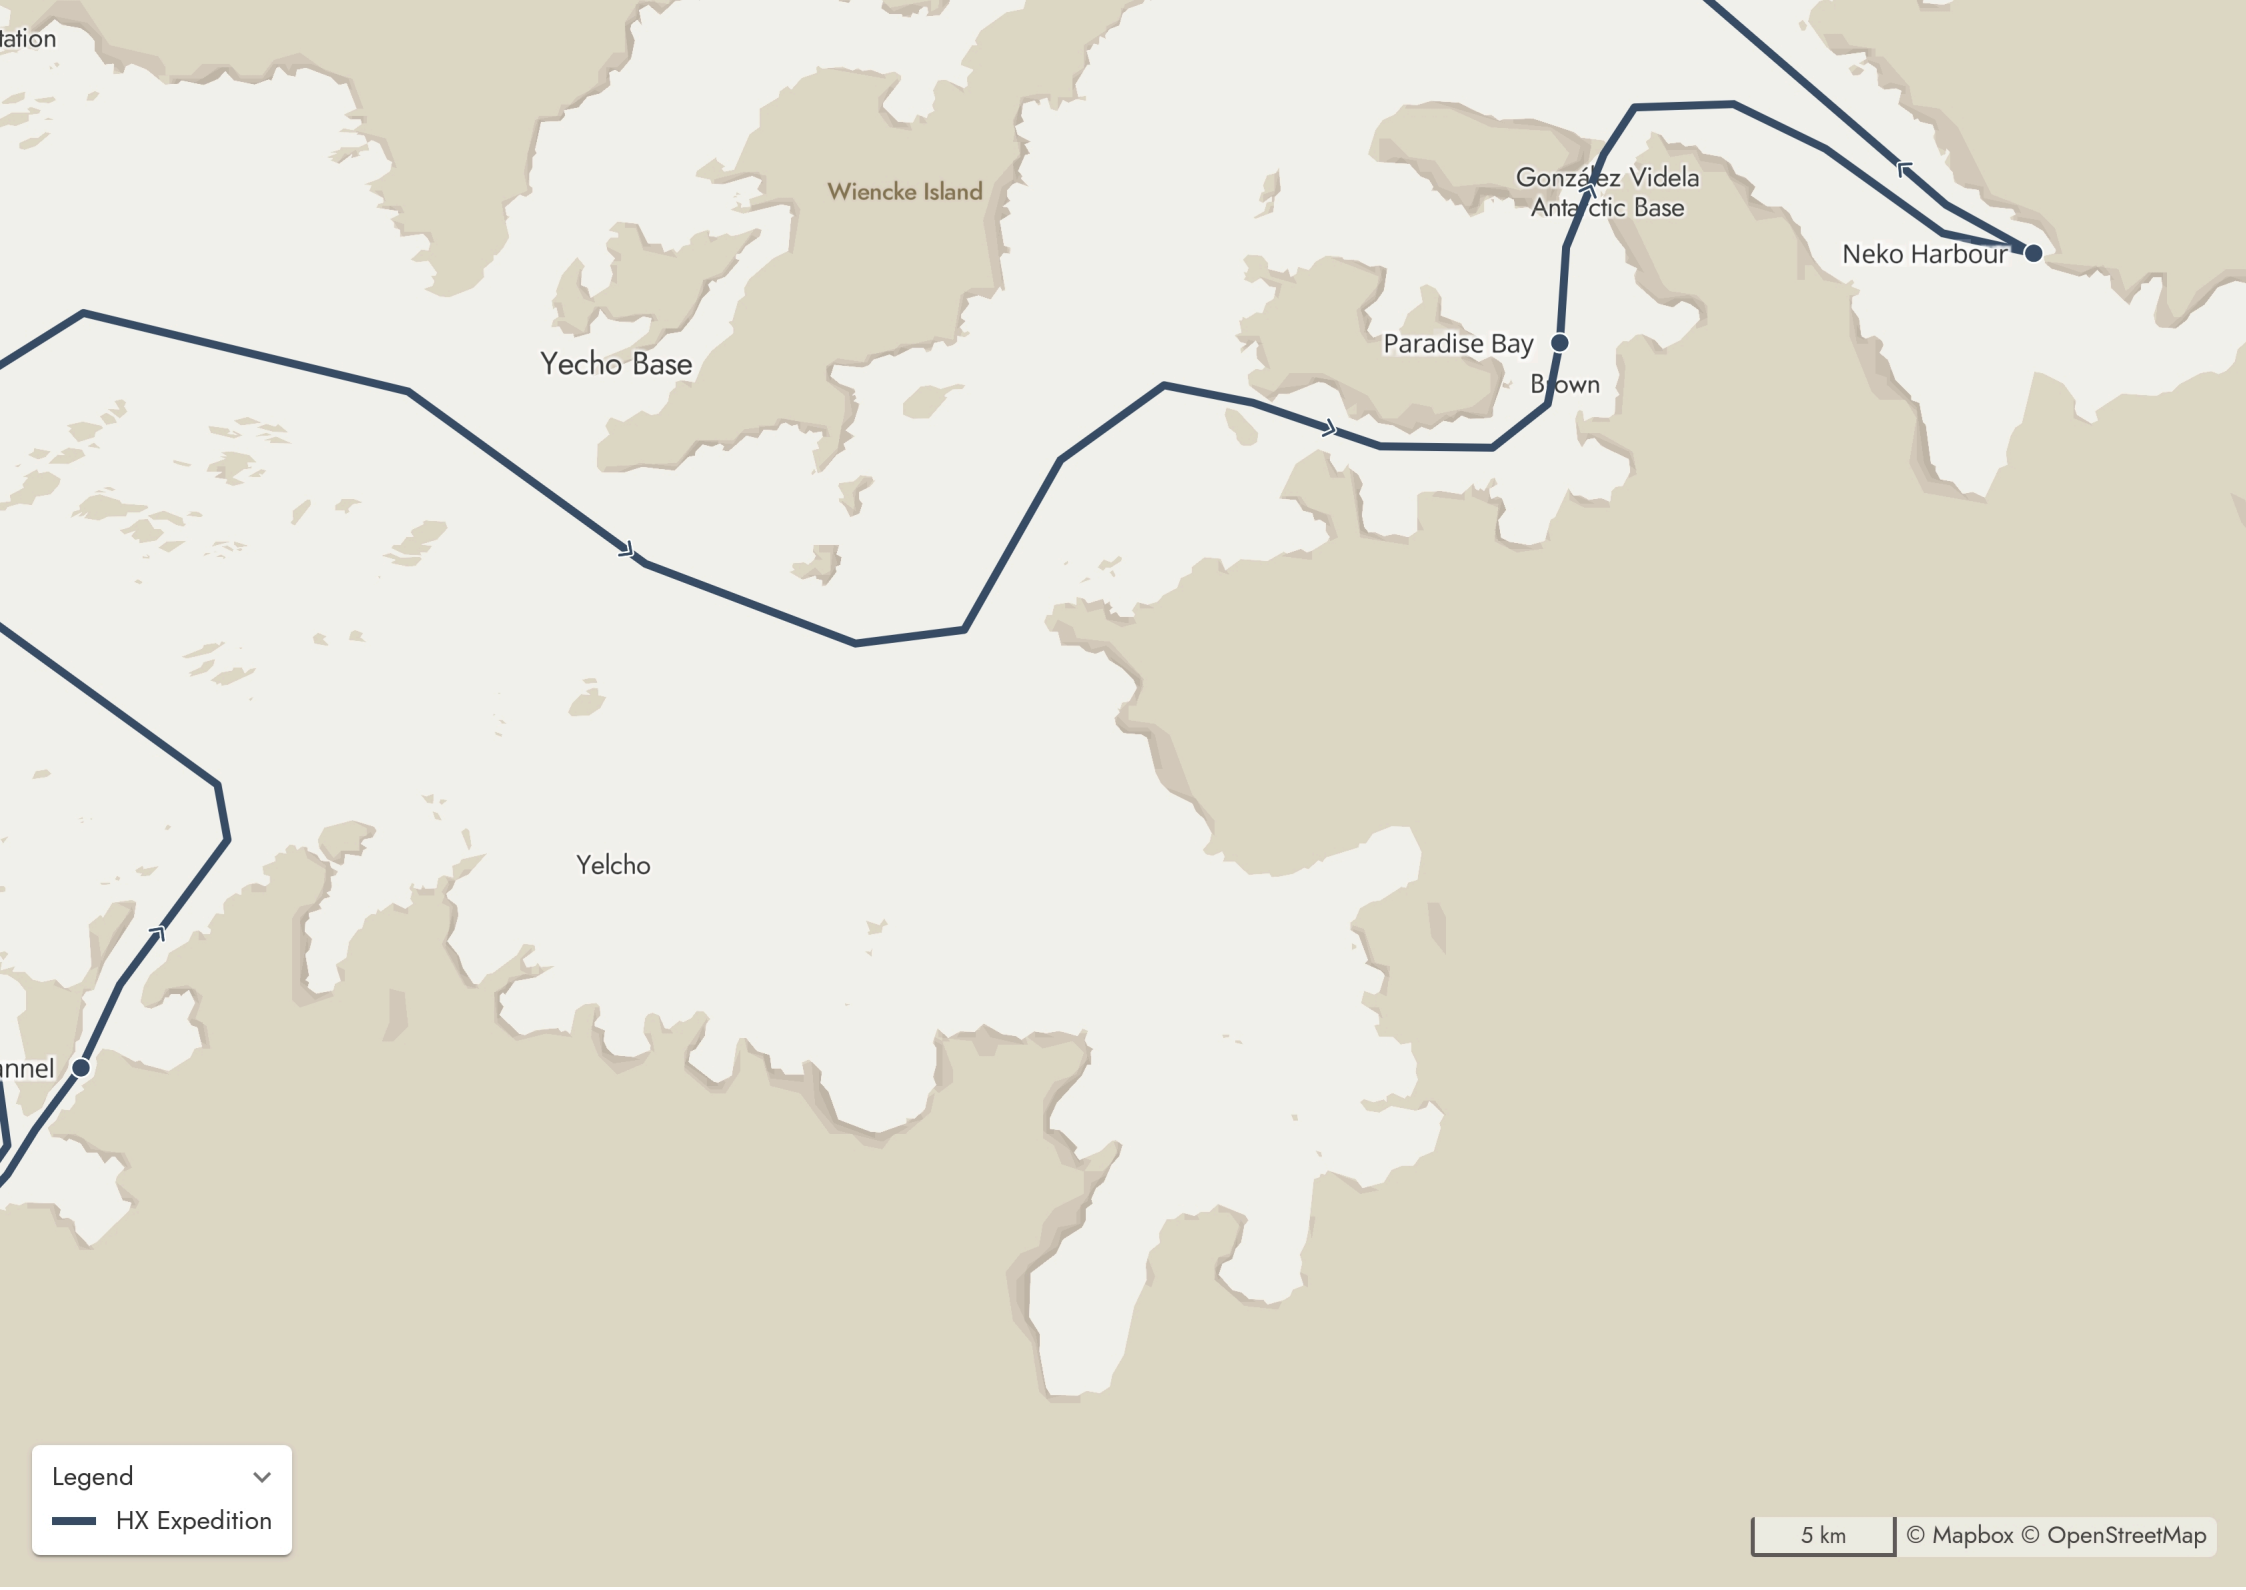 tation
Wiencke Island
González Videla
Antarctic Base
Neko Harbour
Paradise Bay
Yecho Base
Brown
Yelcho
annel
Legend
HX Expedition
5 km
© Mapbox © OpenStreetMap